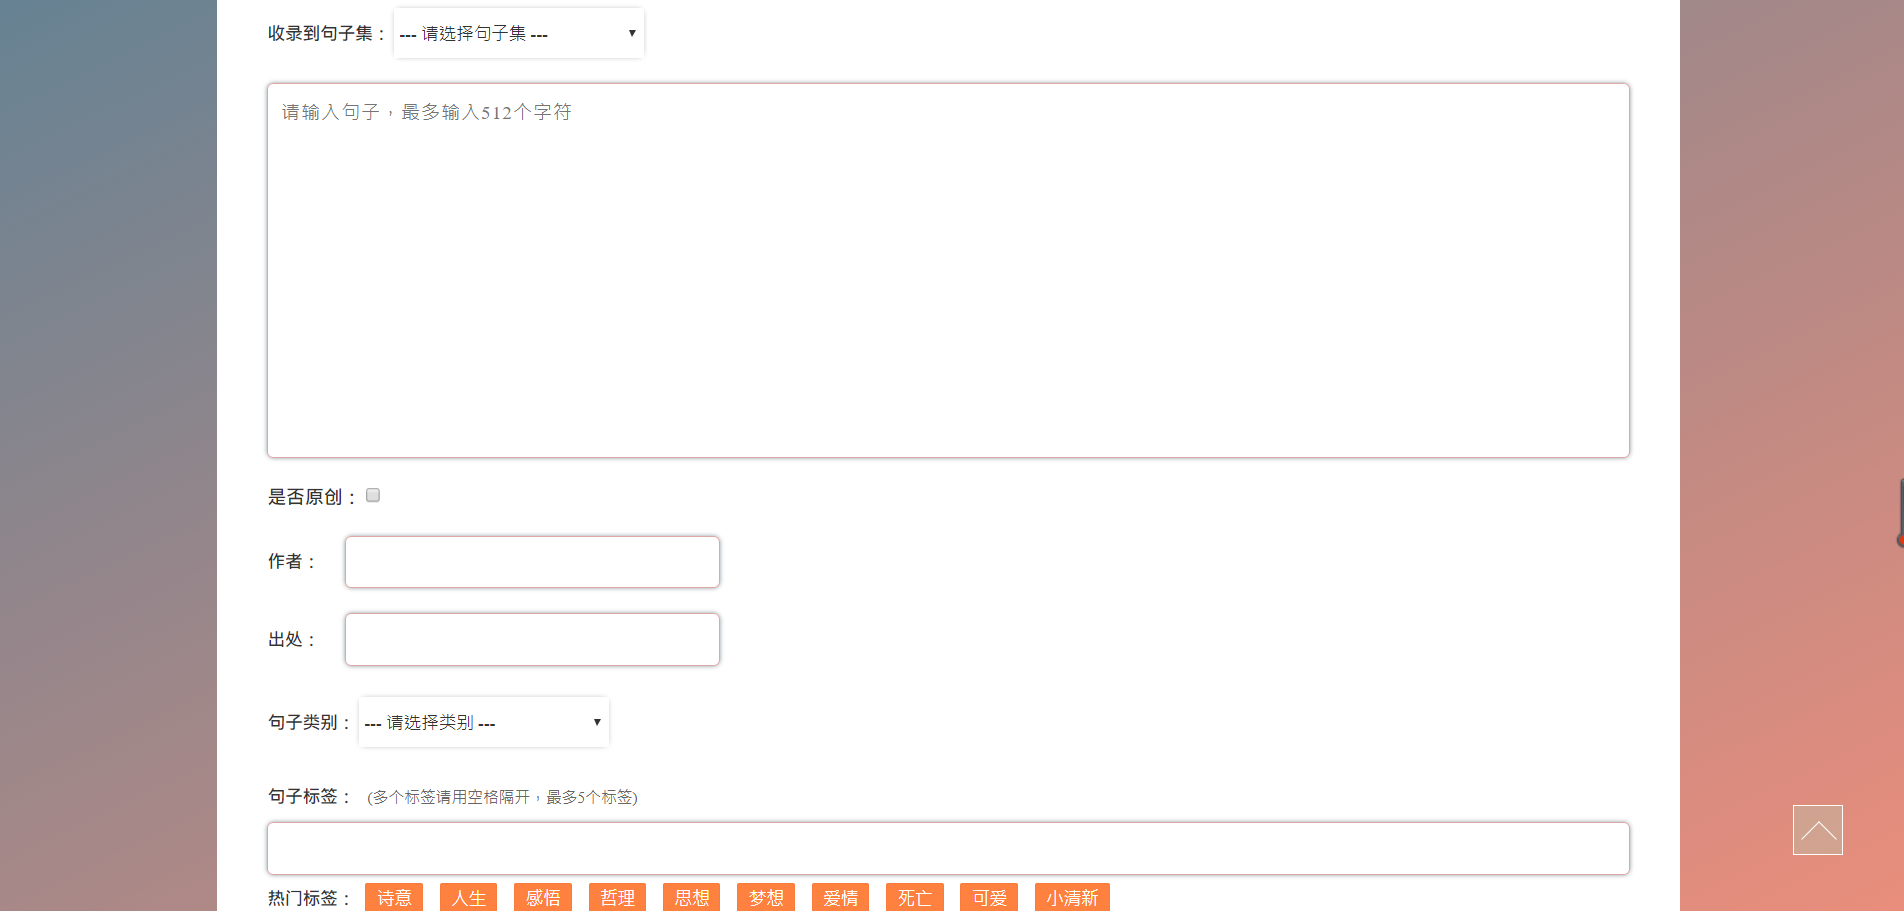 收录到句子集： --- 请选择句子集 ---
请输入句子，最多输入512个字符
是否原创：
作者：
出处：
句子类别： --- 请选择类别 ---
句子标签： (多个标签请用空格隔开，最多5个标签)
热门标签： 诗意 人生 感悟 哲理 思想 梦想 爱情 死亡 可爱 小清新